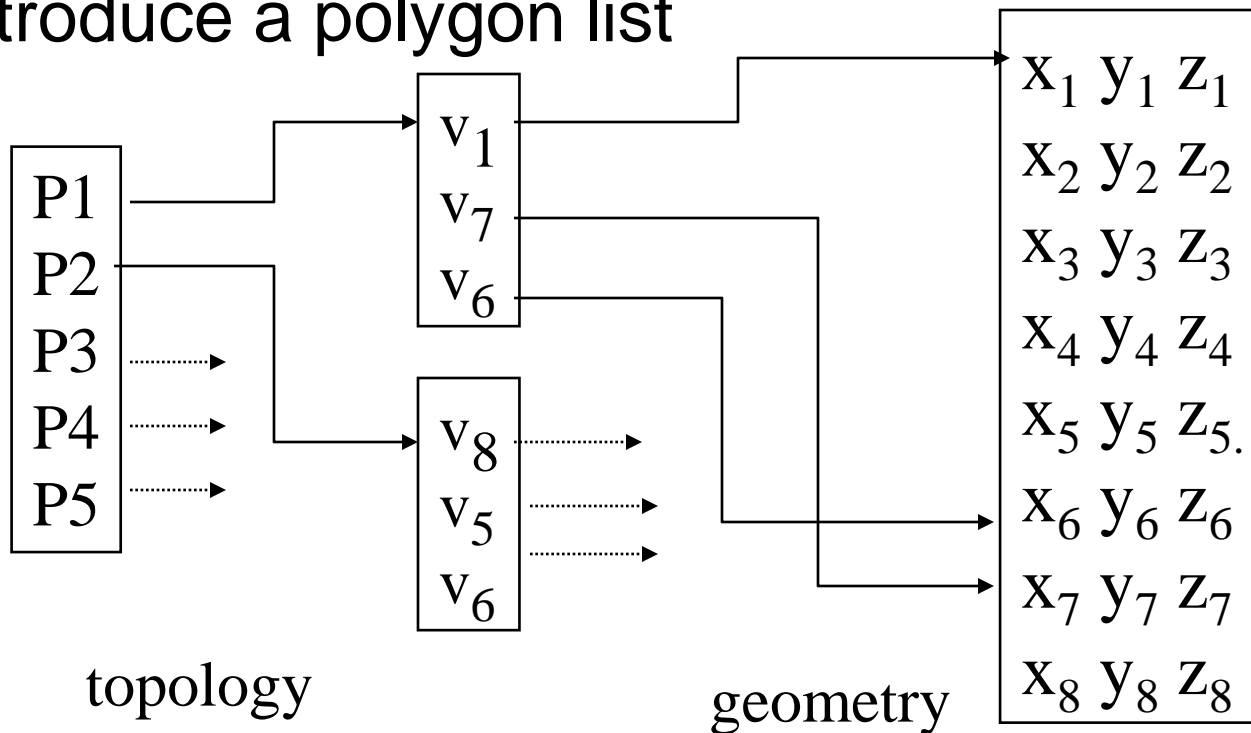 troduce a polygon list
P1
P2
P3
P4
P5
v₁
v₇
v₆
v₈
v₅
v₆
x₁ y₁ z₁
x₂ y₂ z₂
x₃ y₃ z₃
x₄ y₄ z₄
x₅ y₅ z₅.
x₆ y₆ z₆
x₇ y₇ z₇
x₈ y₈ z₈
topology
geometry